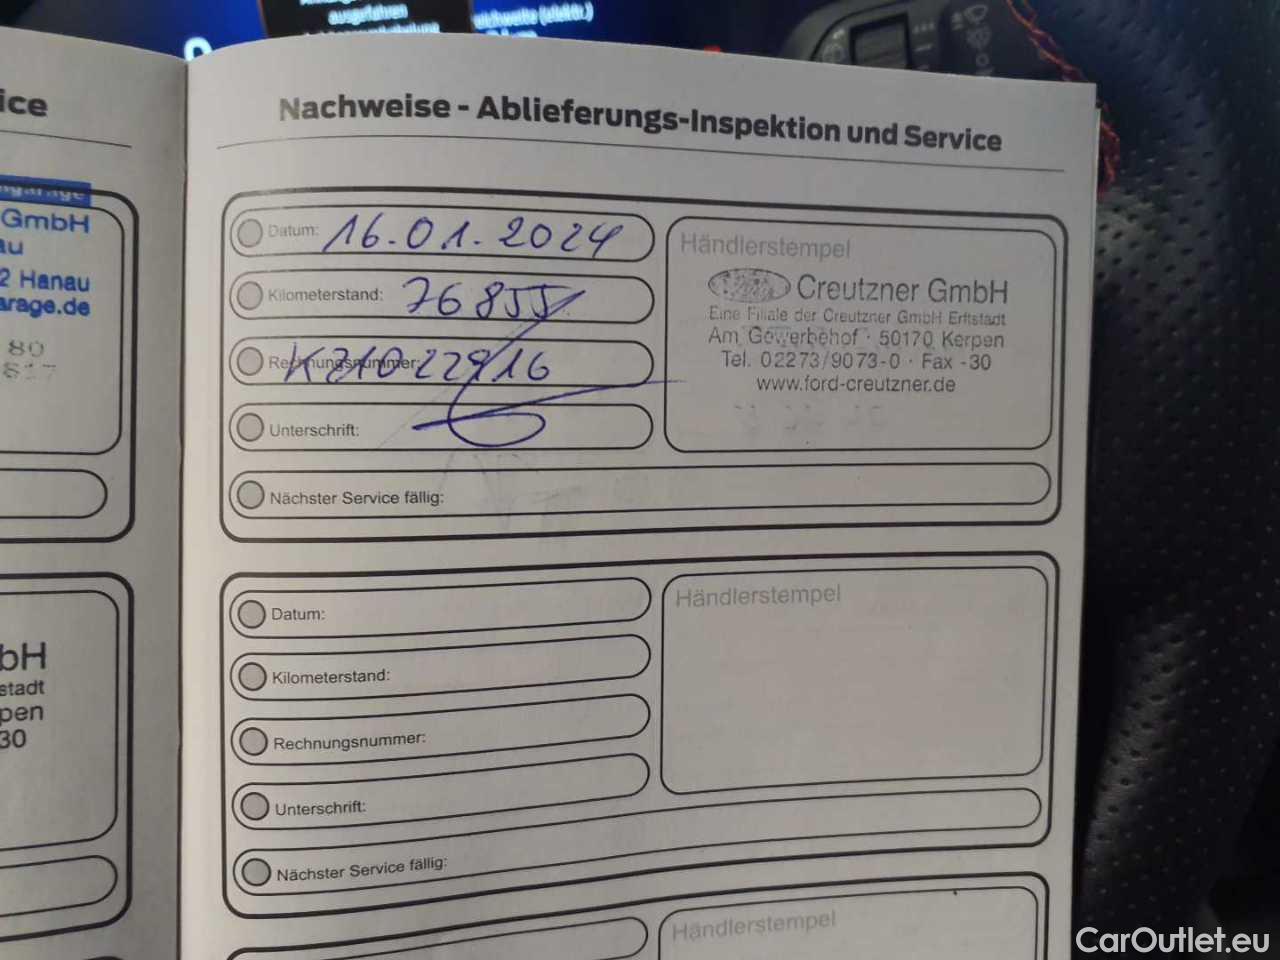 ausgefahren
ice
GmbH
2 Hanau
arage.de
80
817
bH
stadt
pen
30
Nachweise - Ablieferungs-Inspektion und Service
Datum: 16.01.2024
Kilometerstand: 76855
Rechnungsnummer:
Unterschrift:
Nächster Service fällig:
Händlerstempel
Creutzner GmbH
Eine Filiale der Creutzner GmbH Erftstadt
Am Gewerbehof · 50170 Kerpen
Tel. 02273/9073-0 · Fax -30
www.ford-creutzner.de
Datum:
Kilometerstand:
Rechnungsnummer:
Unterschrift:
Nächster Service fällig:
Händlerstempel
Händlerstempel
CarOutlet.eu